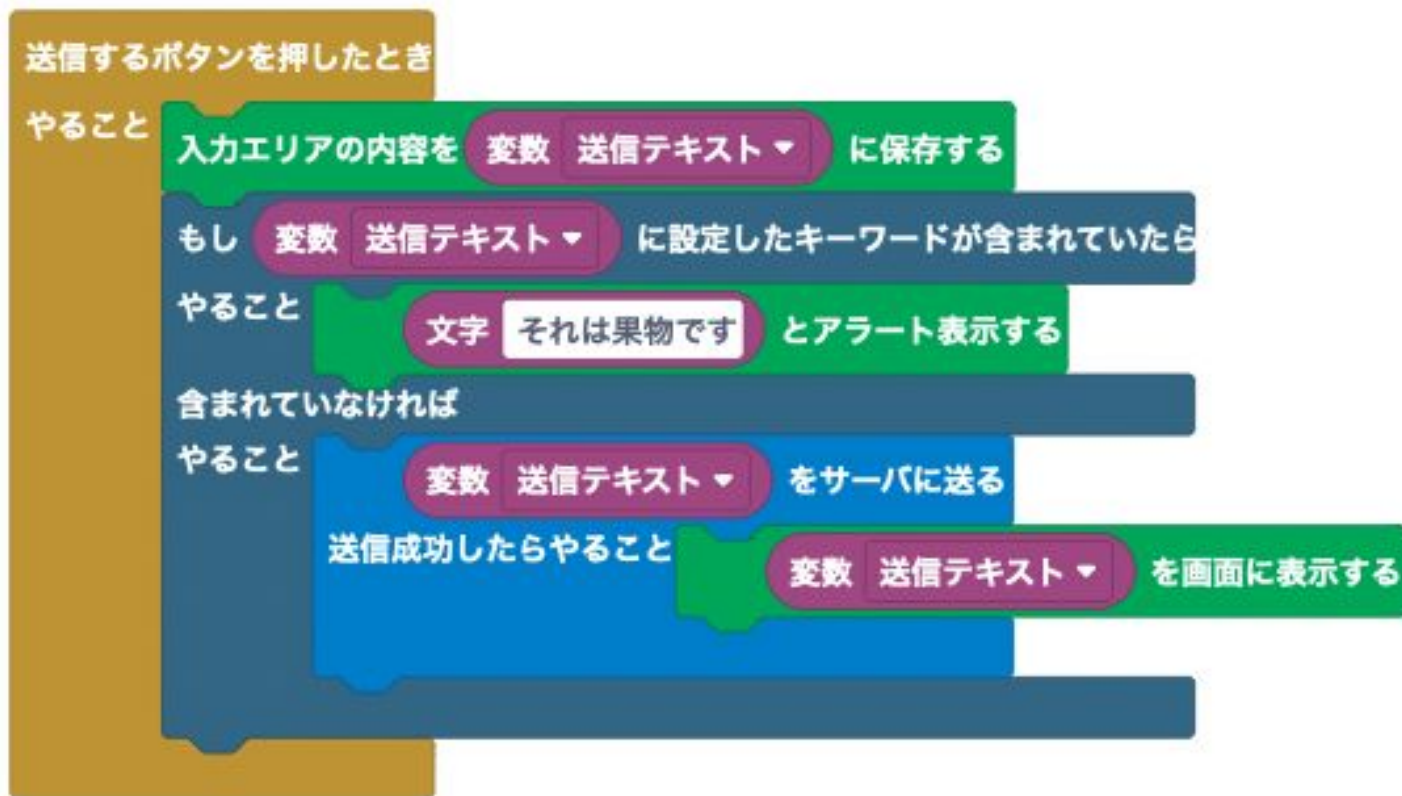 送信するボタンを押したとき
やること
入力エリアの内容を 変数 送信テキスト に保存する
もし 変数 送信テキスト に設定したキーワードが含まれていたら
やること
文字 それは果物です とアラート表示する
含まれていなければ
やること
変数 送信テキスト をサーバに送る
送信成功したらやること
変数 送信テキスト を画面に表示する